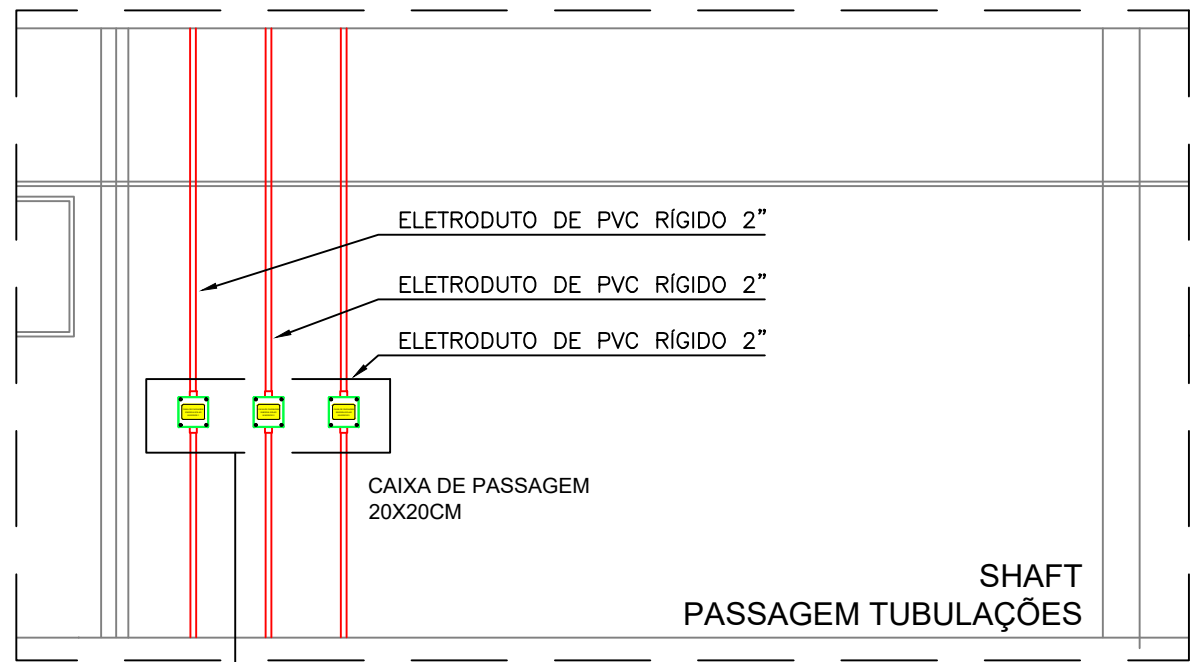 ELETRODUTO DE PVC RÍGIDO 2”
ELETRODUTO DE PVC RÍGIDO 2”
ELETRODUTO DE PVC RÍGIDO 2”
CAIXA DE PASSAGEM
20X20CM
SHAFT
PASSAGEM TUBULAÇÕES